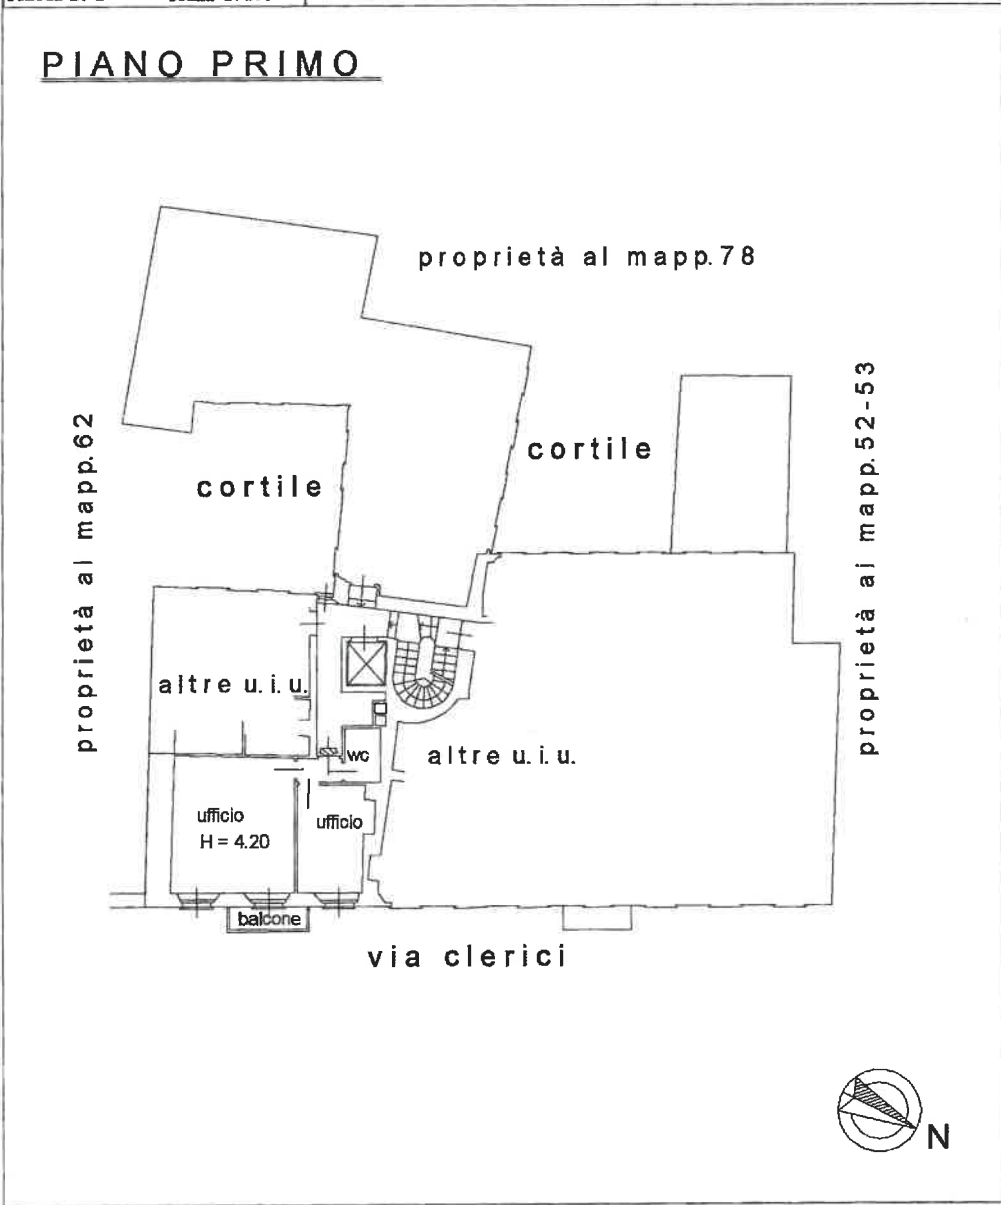 PIANO PRIMO
proprietà al mapp.78
proprietà al mapp.62
cortile
cortile
proprietà ai mapp.52-53
altre u.i.u.
wc
altre u.i.u.
ufficio
H = 4.20
ufficio
balcone
via clerici
N